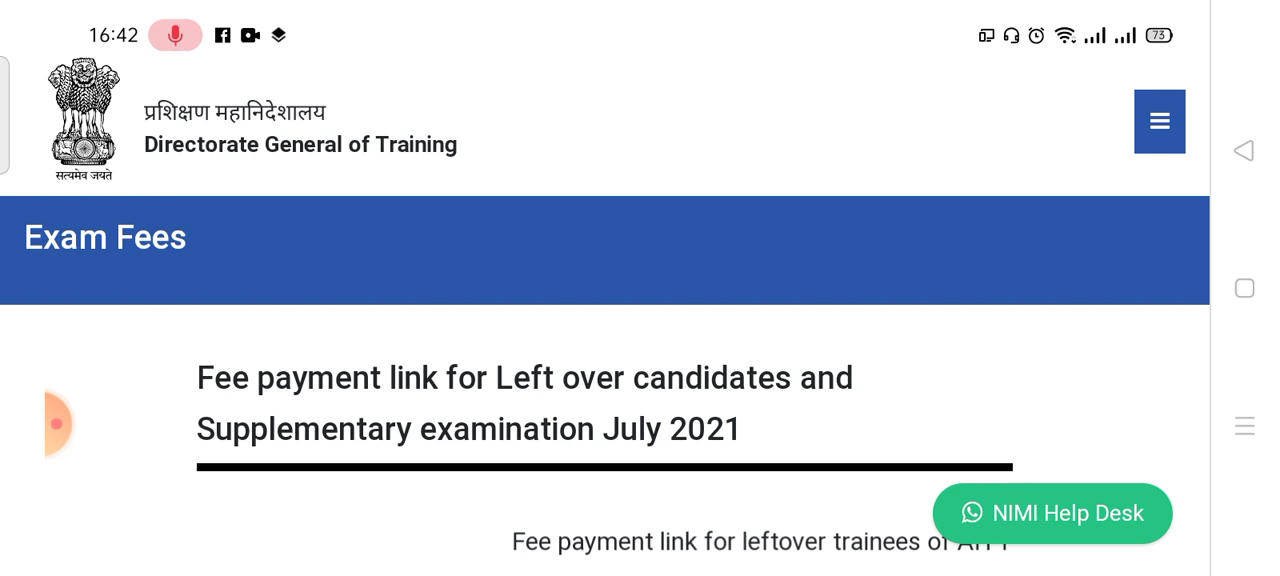 16:42
73
प्रशिक्षण महानिदेशालय
Directorate General of Training
सत्यमेव जयते
Exam Fees
Fee payment link for Left over candidates and
Supplementary examination July 2021
NIMI Help Desk
Fee payment link for leftover trainees of